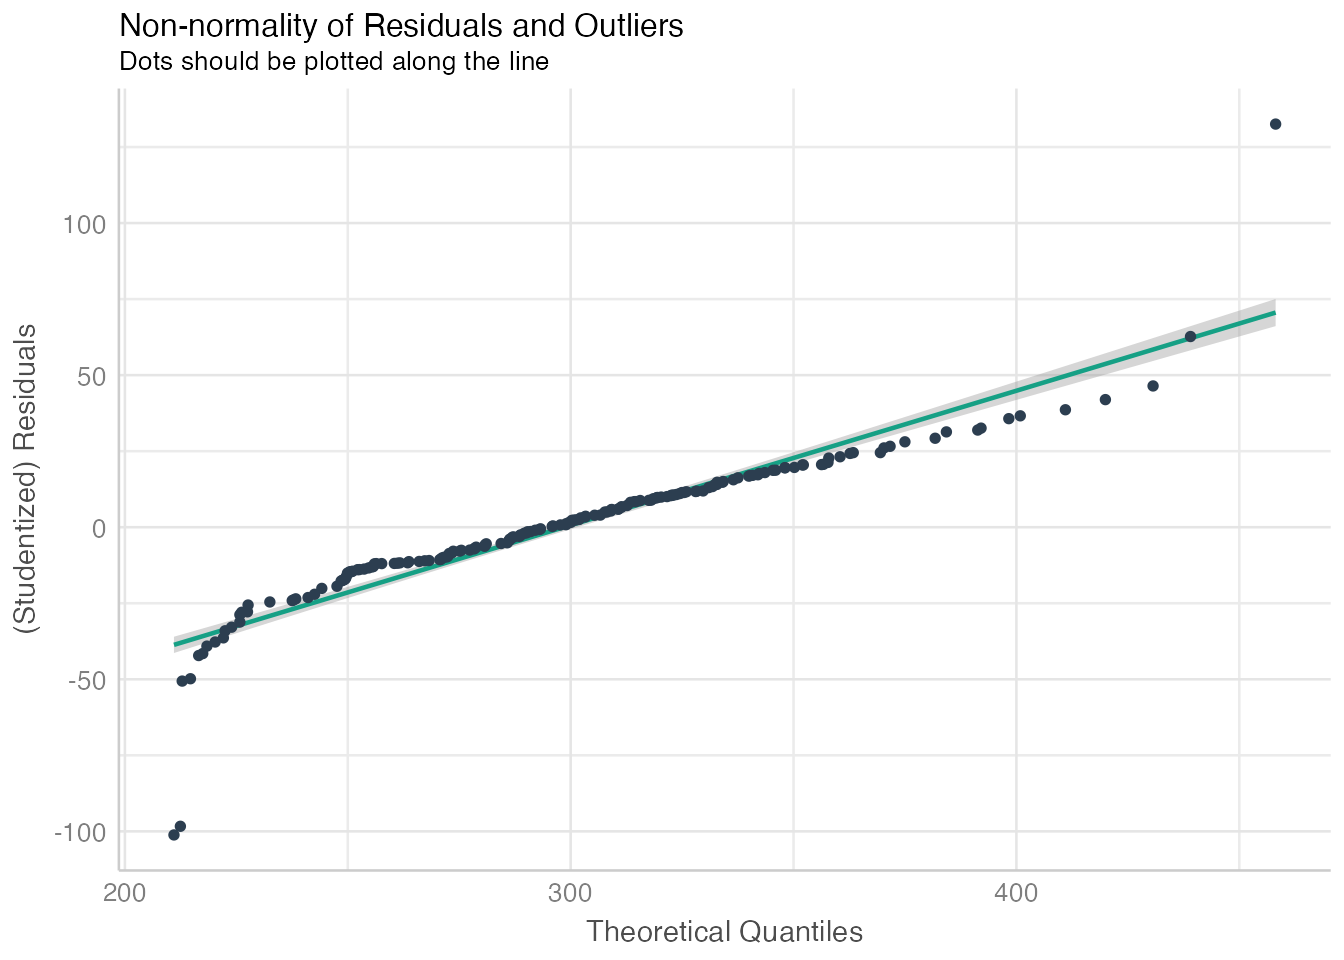 Non-normality of Residuals and Outliers
Dots should be plotted along the line
100
50
0
-50
-100
(Studentized) Residuals
200
300
400
Theoretical Quantiles